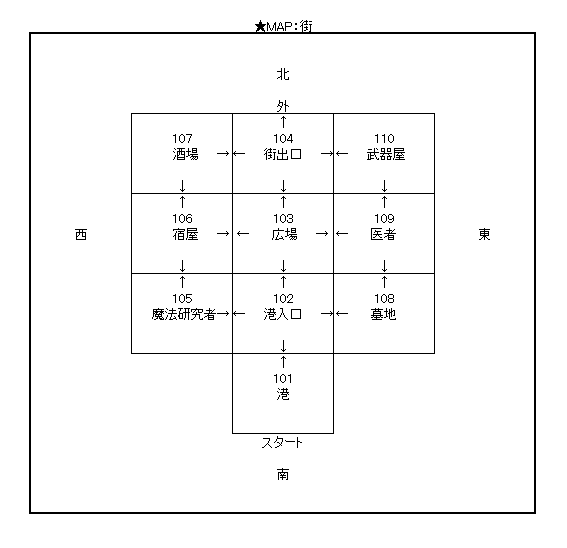 ★MAP：街
北
外
107 104 110
酒場 →← 街出口 →← 武器屋
↓ ↓ ↓
↑ ↑ ↑
106 103 109
西 宿屋 →← 広場 →← 医者 東
↓ ↓ ↓
↑ ↑ ↑
105 102 108
魔法研究者→← 港入口 →← 墓地
↓
↑
101
港
スタート
南